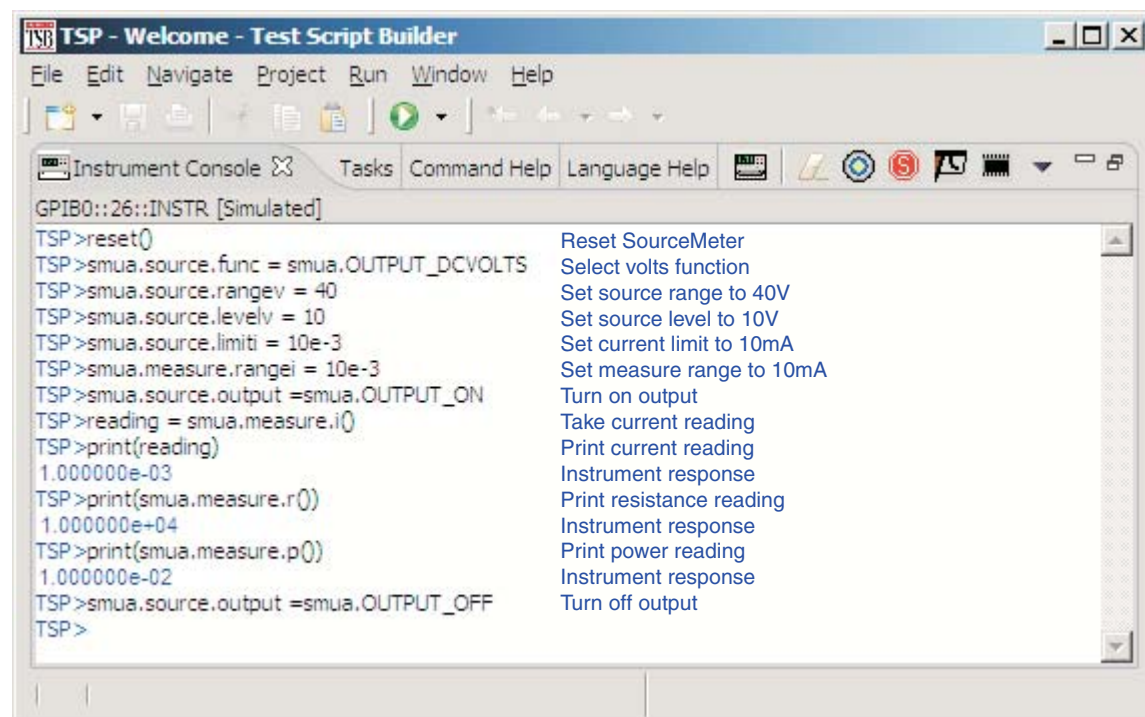 TSB TSP - Welcome - Test Script Builder
File Edit Navigate Project Run Window Help
Instrument Console Tasks Command Help Language Help
GPIB0::26::INSTR [Simulated]
TSP>reset() Reset SourceMeter
TSP>smua.source.func = smua.OUTPUT_DCVOLTS Select volts function
TSP>smua.source.rangev = 40 Set source range to 40V
TSP>smua.source.levelv = 10 Set source level to 10V
TSP>smua.source.limiti = 10e-3 Set current limit to 10mA
TSP>smua.measure.rangei = 10e-3 Set measure range to 10mA
TSP>smua.source.output =smua.OUTPUT_ON Turn on output
TSP>reading = smua.measure.i() Take current reading
TSP>print(reading) Print current reading
1.000000e-03 Instrument response
TSP>print(smua.measure.r()) Print resistance reading
1.000000e+04 Instrument response
TSP>print(smua.measure.p()) Print power reading
1.000000e-02 Instrument response
TSP>smua.source.output =smua.OUTPUT_OFF Turn off output
TSP>